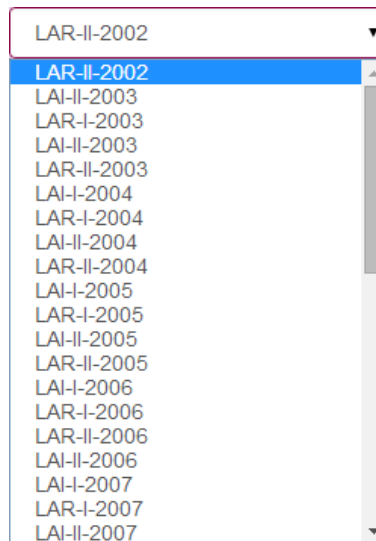 LAR-II-2002
LAR-II-2002
LAI-II-2003
LAR-I-2003
LAI-II-2003
LAR-II-2003
LAI-I-2004
LAR-I-2004
LAI-II-2004
LAR-II-2004
LAI-I-2005
LAR-I-2005
LAI-II-2005
LAR-II-2005
LAI-I-2006
LAR-I-2006
LAR-II-2006
LAI-II-2006
LAI-I-2007
LAR-I-2007
LAI-II-2007